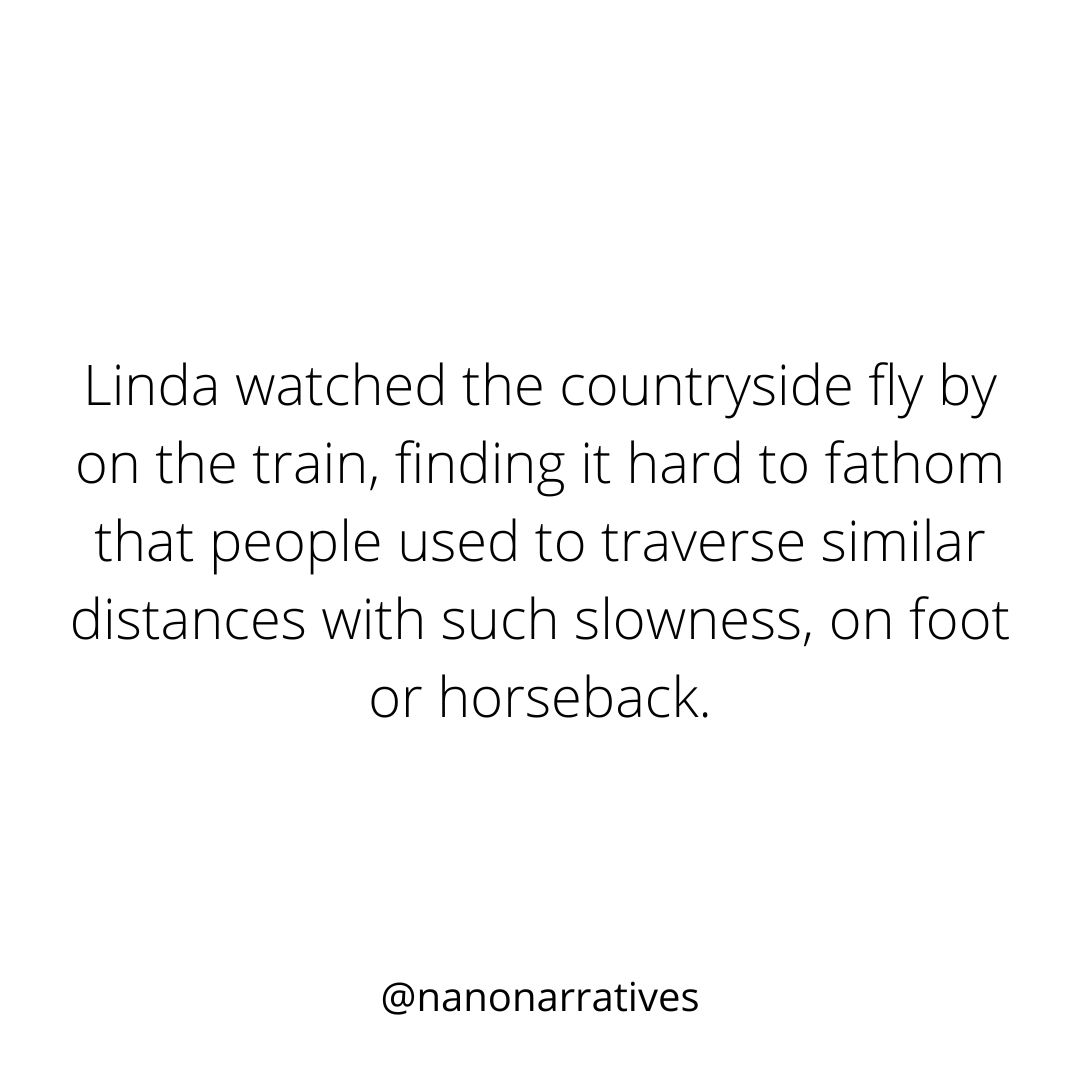 Linda watched the countryside fly by
on the train, finding it hard to fathom
that people used to traverse similar
distances with such slowness, on foot
or horseback.
@nanonarratives